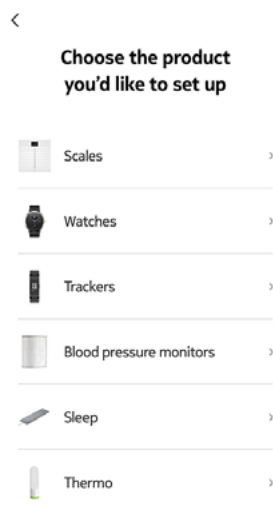 Choose the product
you'd like to set up
Scales
Watches
Trackers
Blood pressure monitors
Sleep
Thermo